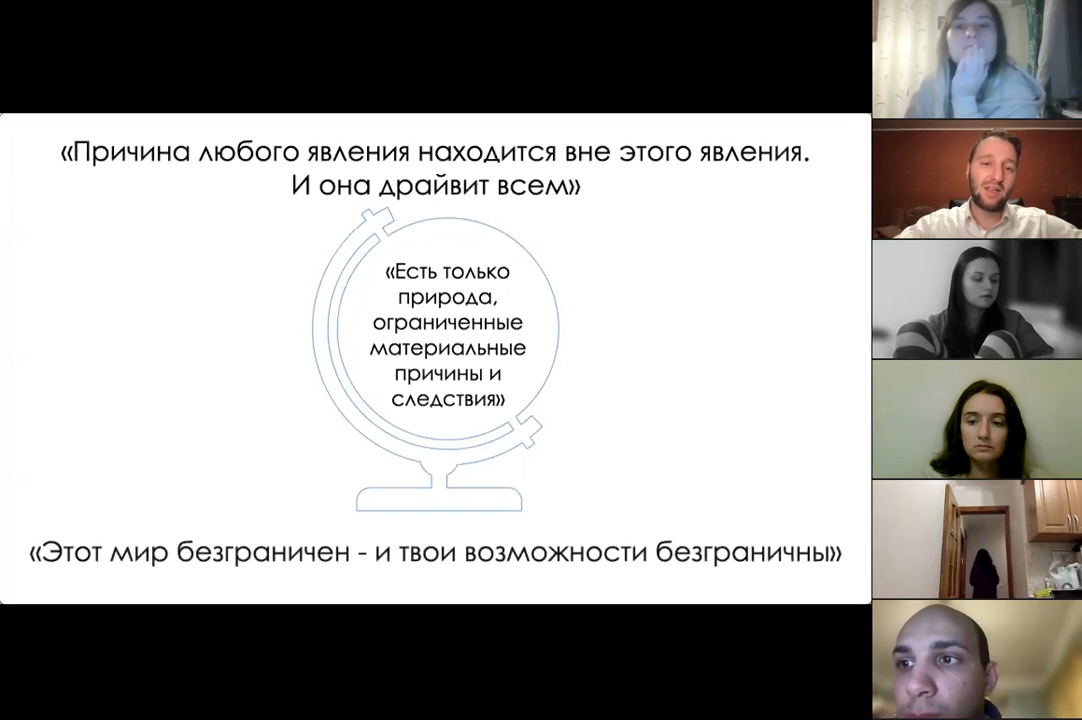 «Причина любого явления находится вне этого явления.
И она драйвит всем»
«Есть только
природа,
ограниченные
материальные
причины и
следствия»
«Этот мир безграничен - и твои возможности безграничны»